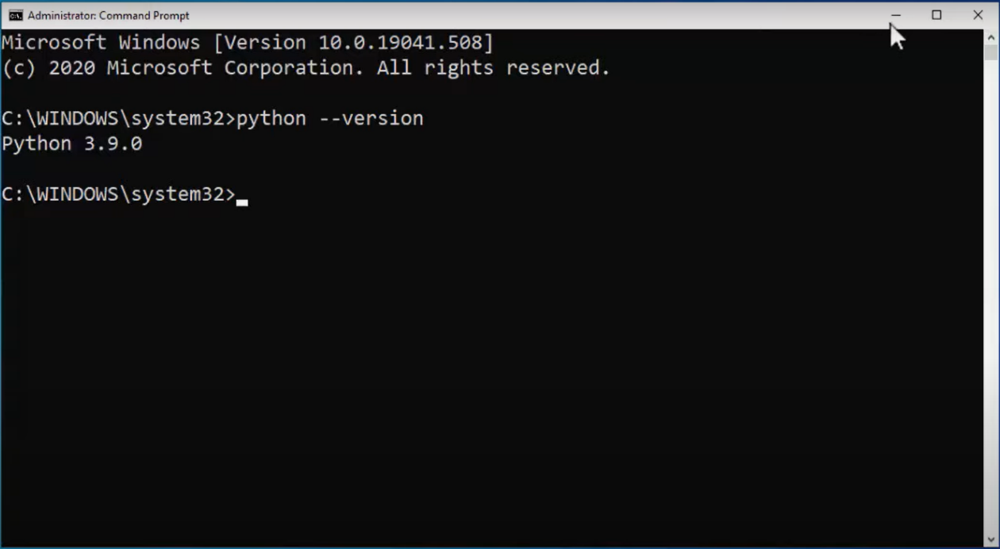 Administrator: Command Prompt
Microsoft Windows [Version 10.0.19041.508]
(c) 2020 Microsoft Corporation. All rights reserved.
C:\WINDOWS\system32>python --version
Python 3.9.0
C:\WINDOWS\system32>